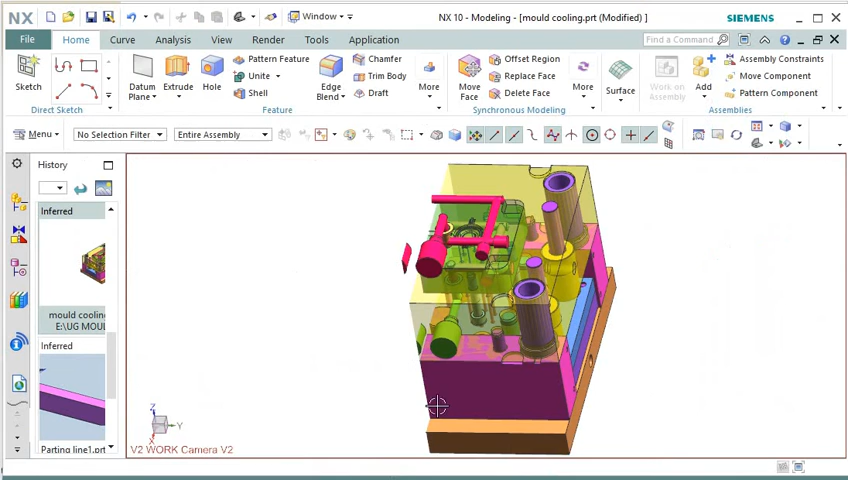 NX
Window
NX 10 - Modeling - [mould cooling.prt (Modified) ]
SIEMENS
File
Home
Curve
Analysis
View
Render
Tools
Application
Find a Command
Sketch
Direct Sketch
Datum
Plane
Extrude
Hole
Pattern Feature
Unite
Shell
Edge
Blend
Chamfer
Trim Body
Draft
More
Feature
Move
Face
Offset Region
Replace Face
Delete Face
More
Synchronous Modeling
Surface
Work on
Assembly
Add
Assembly Constraints
Move Component
Pattern Component
Assemblies
Menu
No Selection Filter
Entire Assembly
History
Inferred
mould cooling
E:\UG MOUL
Inferred
Parting line1.prt
Z
Y
X
V2 WORK Camera V2